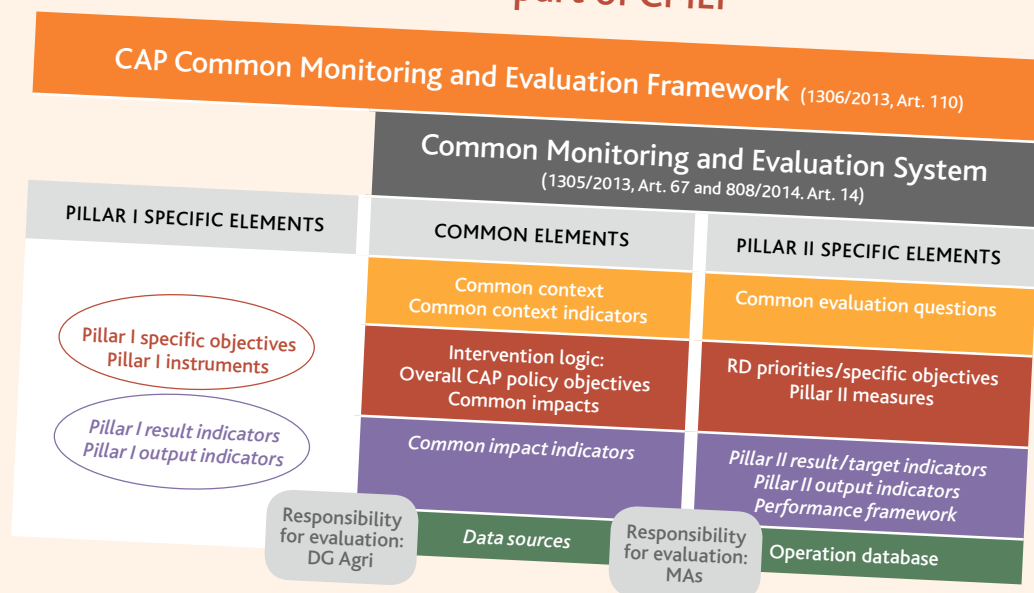 part of CMEF
CAP Common Monitoring and Evaluation Framework (1306/2013, Art. 110)
Common Monitoring and Evaluation System
(1305/2013, Art. 67 and 808/2014. Art. 14)
PILLAR I SPECIFIC ELEMENTS
Pillar I specific objectives
Pillar I instruments
Pillar I result indicators
Pillar I output indicators
COMMON ELEMENTS
Common context
Common context indicators
Intervention logic:
Overall CAP policy objectives
Common impacts
Common impact indicators
Data sources
PILLAR II SPECIFIC ELEMENTS
Common evaluation questions
RD priorities/specific objectives
Pillar II measures
Pillar II result/target indicators
Pillar II output indicators
Performance framework
Operation database
Responsibility
for evaluation:
DG Agri
Responsibility
for evaluation:
MAs